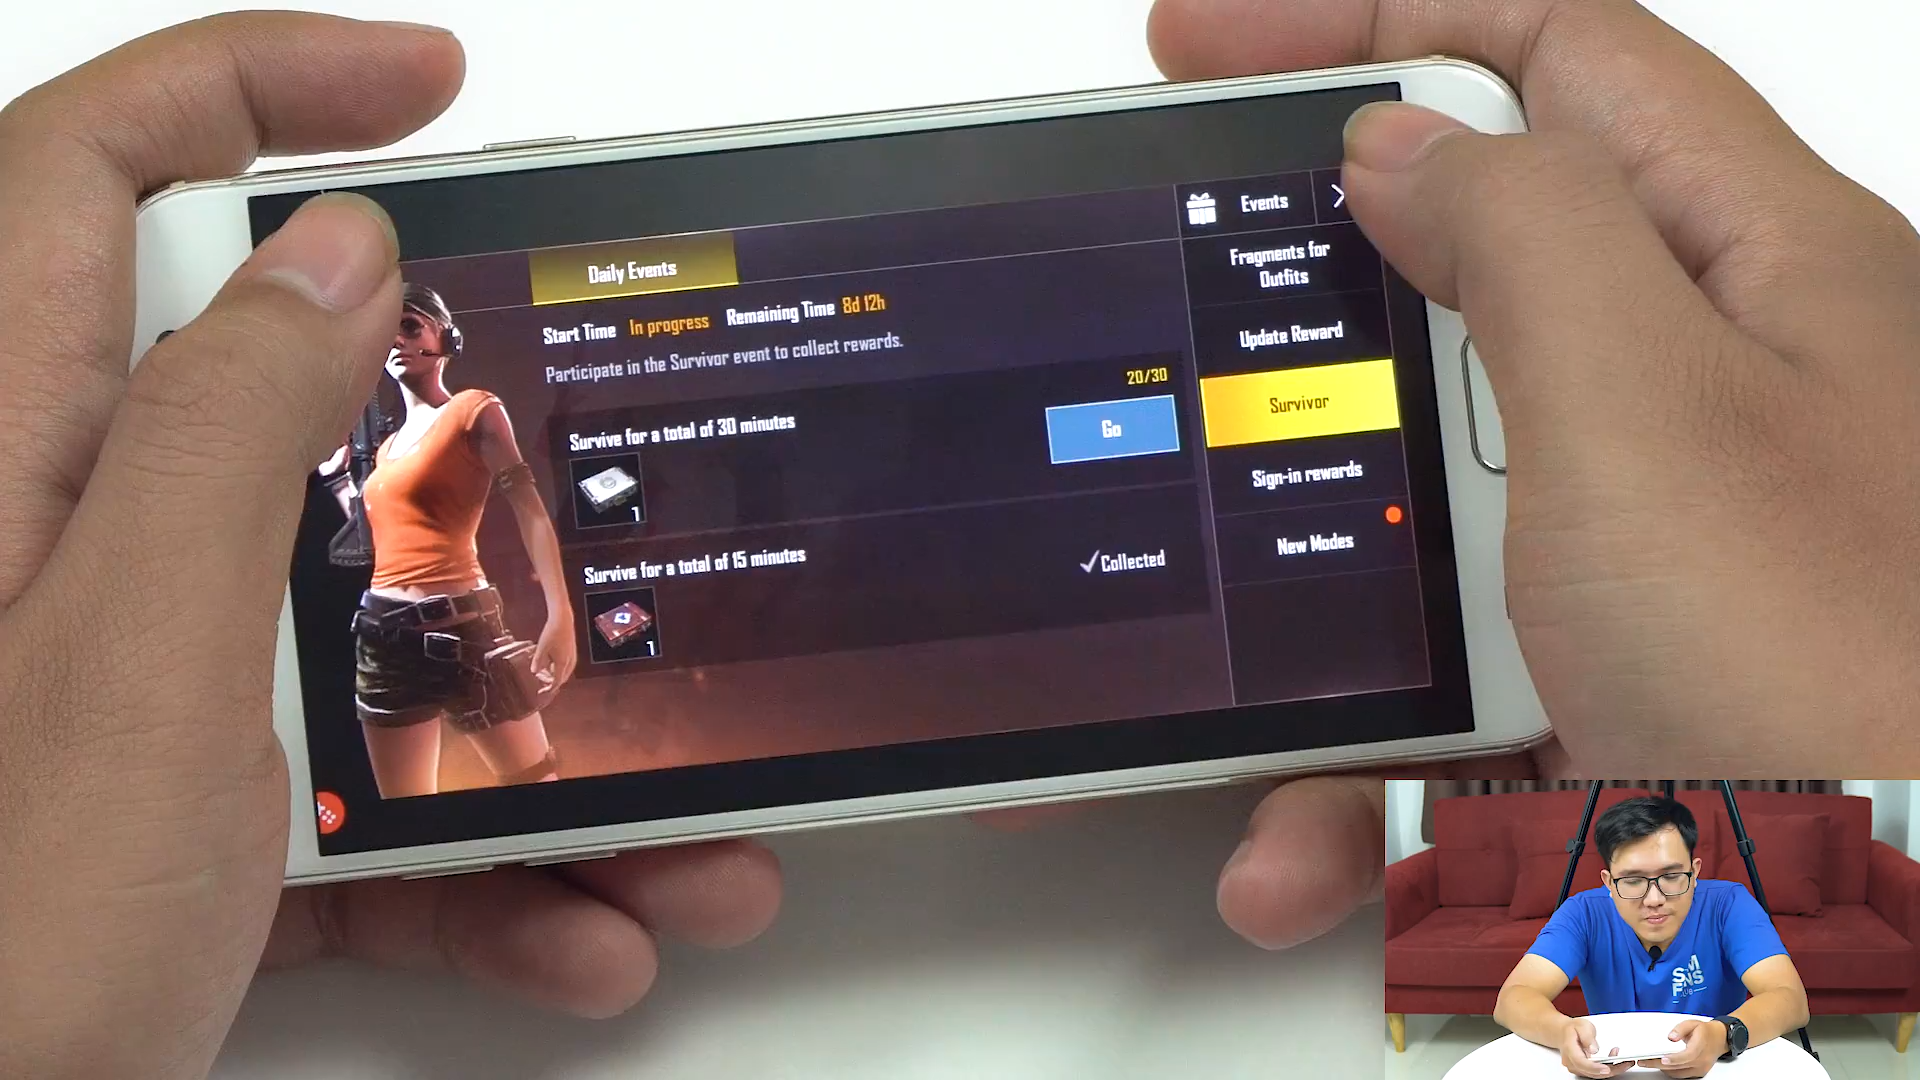 Daily Events
Start Time In progress Remaining Time 8d 12h
Participate in the Survivor event to collect rewards.
20/30
Survive for a total of 30 minutes
Go
1
Survive for a total of 15 minutes
Collected
1
Events
Fragments for
Outfits
Update Reward
Survivor
Sign-in rewards
New Modes